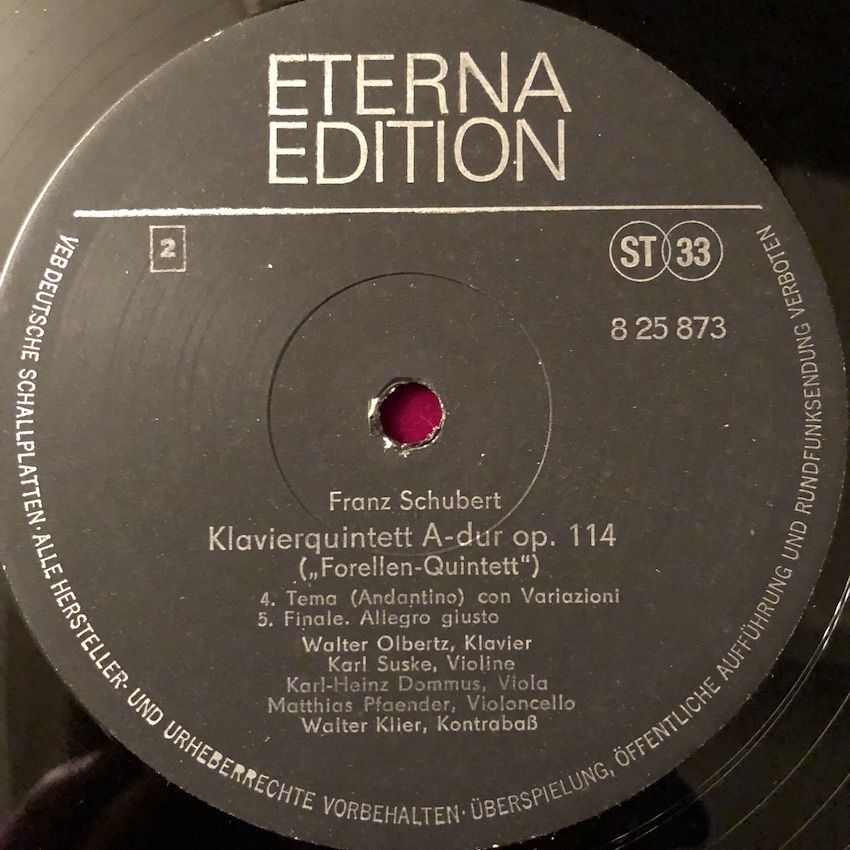 ETERNA
EDITION
2
ST 33
8 25 873
Franz Schubert
Klavierquintett A-dur op. 114
(„Forellen-Quintett“)
4. Tema (Andantino) con Variazioni
5. Finale. Allegro giusto
Walter Olbertz, Klavier
Karl Suske, Violine
Karl-Heinz Dommus, Viola
Matthias Pfaender, Violoncello
Walter Klier, Kontrabaß
VEB DEUTSCHE SCHALLPLATTEN · ALLE HERSTELLER- UND URHEBERRECHTE VORBEHALTEN · ÜBERSPIELUNG, ÖFFENTLICHE AUFFÜHRUNG UND RUNDFUNKSENDUNG VERBOTEN